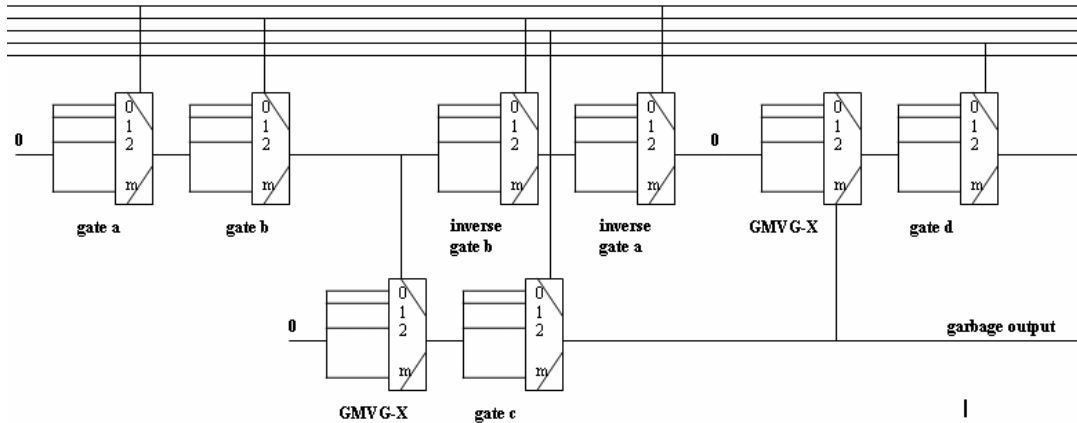 0 1 2 m
gate a
0 1 2 m
gate b
0 1 2 m
inverse
gate b
0 1 2 m
inverse
gate a
0 1 2 m
GMVG-X
0 1 2 m
gate d
0
0
0 1 2 m
GMVG-X
0 1 2 m
gate c
0
garbage output